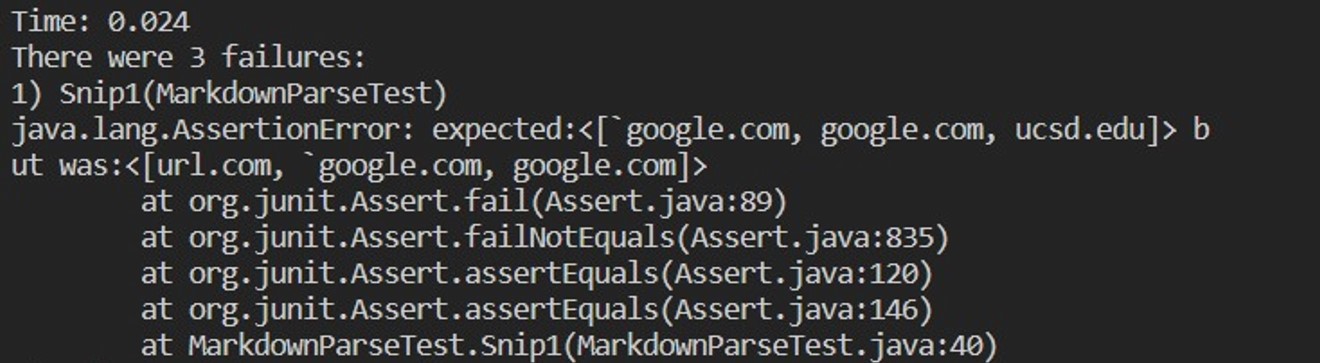 Time: 0.024
There were 3 failures:
1) Snip1(MarkdownParseTest)
java.lang.AssertionError: expected:<[`google.com, google.com, ucsd.edu]> b
ut was:<[url.com, `google.com, google.com]>
        at org.junit.Assert.fail(Assert.java:89)
        at org.junit.Assert.failNotEquals(Assert.java:835)
        at org.junit.Assert.assertEquals(Assert.java:120)
        at org.junit.Assert.assertEquals(Assert.java:146)
        at MarkdownParseTest.Snip1(MarkdownParseTest.java:40)